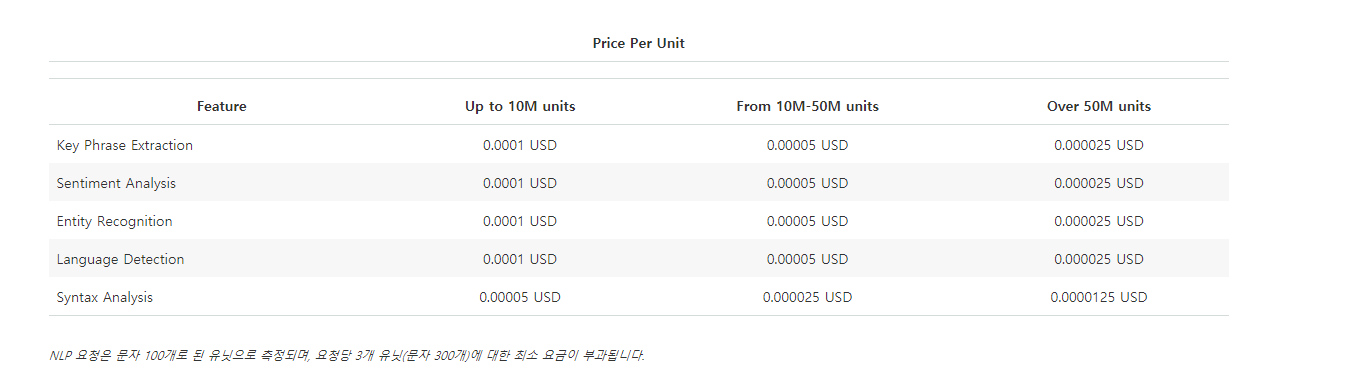 Price Per Unit
Feature Up to 10M units From 10M-50M units Over 50M units
Key Phrase Extraction 0.0001 USD 0.00005 USD 0.000025 USD
Sentiment Analysis 0.0001 USD 0.00005 USD 0.000025 USD
Entity Recognition 0.0001 USD 0.00005 USD 0.000025 USD
Language Detection 0.0001 USD 0.00005 USD 0.000025 USD
Syntax Analysis 0.00005 USD 0.000025 USD 0.0000125 USD
NLP 요청은 문자 100개로 된 유닛으로 측정되며, 요청당 3개 유닛(문자 300개)에 대한 최소 요금이 부과됩니다.